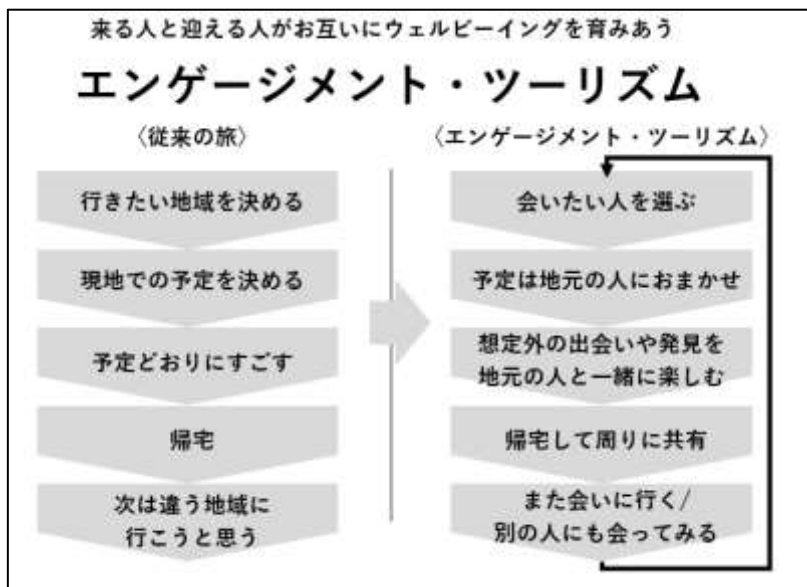 来る人と迎える人がお互いにウェルビーイングを育みあう
エンゲージメント・ツーリズム
〈従来の旅〉
行きたい地域を決める
現地での予定を決める
予定どおりにすごす
帰宅
次は違う地域に
行こうと思う
〈エンゲージメント・ツーリズム〉
会いたい人を選ぶ
予定は地元の人におまかせ
想定外の出会いや発見を
地元の人と一緒に楽しむ
帰宅して周りに共有
また会いに行く/
別の人にも会ってみる